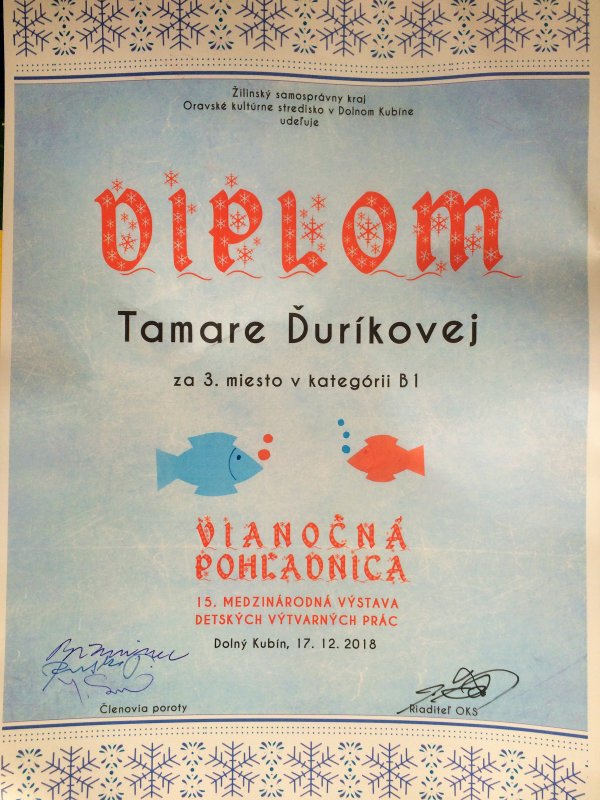 Žilinský samosprávny kraj
Oravské kultúrne stredisko v Dolnom Kubíne
udeľuje
DIPLOM
Tamare Ďuríkovej
za 3. miesto v kategórii B1
VIANOČNÁ
POHĽADNICA
15. MEDZINÁRODNÁ VÝSTAVA
DETSKÝCH VÝTVARNÝCH PRÁC
Dolný Kubín, 17. 12. 2018
Členovia poroty
Riaditeľ OKS